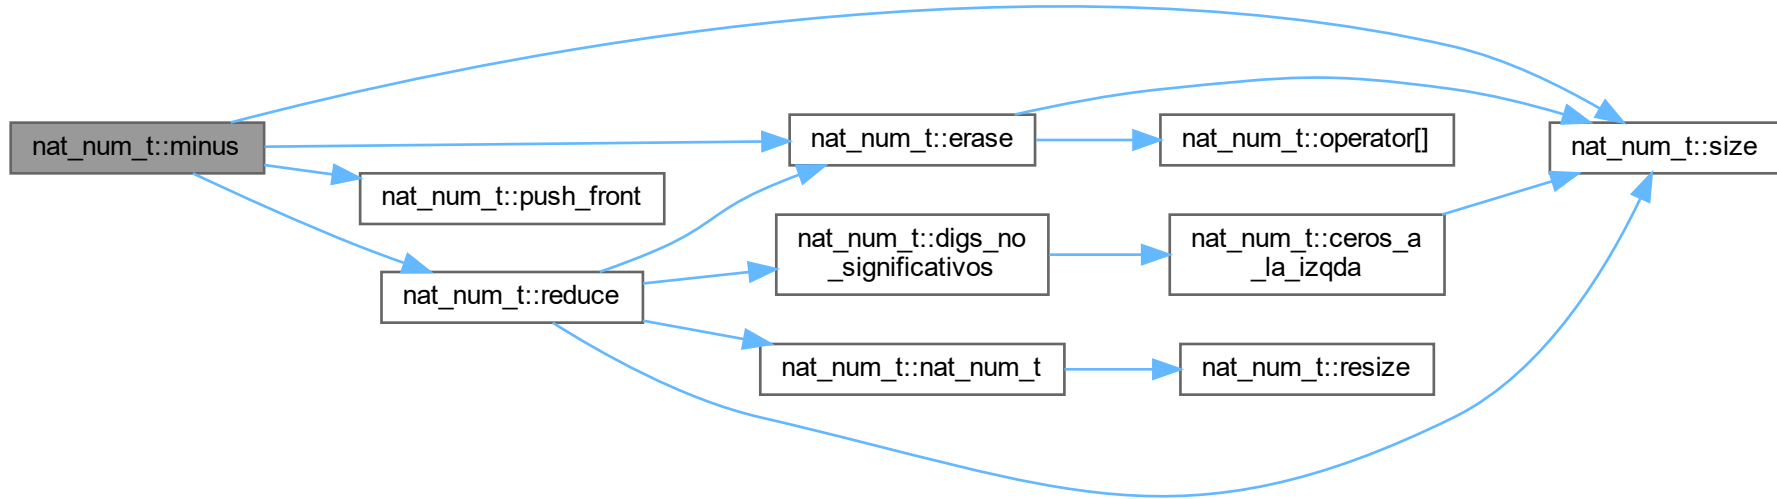 nat_num_t::minus
nat_num_t::push_front
nat_num_t::reduce
nat_num_t::erase
nat_num_t::digs_no
_significativos
nat_num_t::nat_num_t
nat_num_t::operator[]
nat_num_t::ceros_a
_la_izqda
nat_num_t::resize
nat_num_t::size